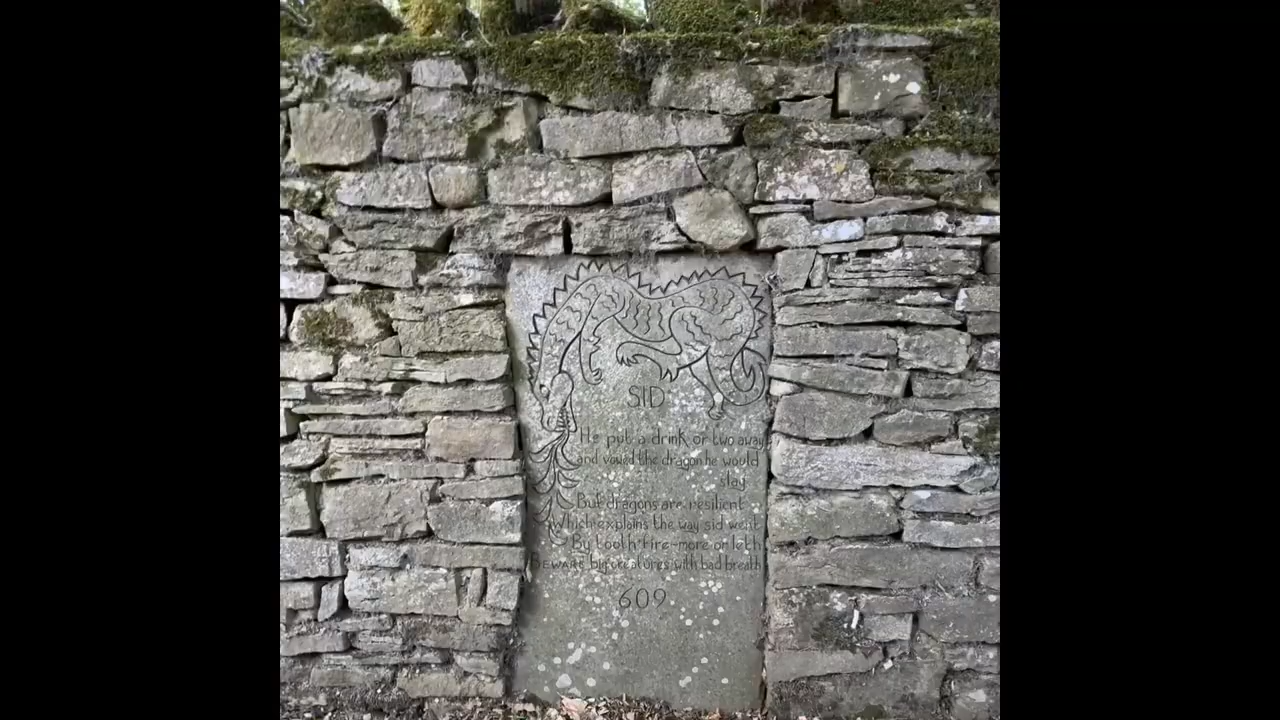 SID
He put a drink or two away
and vowed the dragon he would
slay
But dragons are resilient
Which explains the way sid went
By tooth + fire - more or leth
BEWARE big creatures with bad breath
609